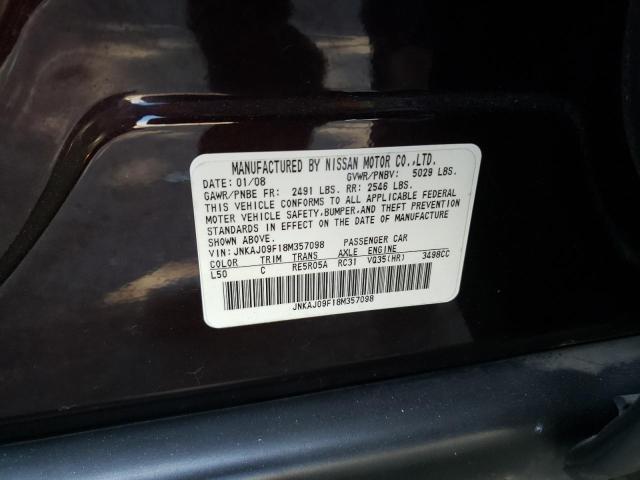 MANUFACTURED BY NISSAN MOTOR CO.,LTD.
DATE: 01/08 GVWR/PNBV: 5029 LBS.
GAWR/PNBE FR: 2491 LBS. RR: 2546 LBS.
THIS VEHICLE CONFORMS TO ALL APPLICABLE FEDERAL
MOTOR VEHICLE SAFETY,BUMPER,AND THEFT PREVENTION
STANDARDS IN EFFECT ON THE DATE OF MANUFACTURE
SHOWN ABOVE.
VIN: JNKAJ09F18M357098 PASSENGER CAR
COLOR TRIM TRANS AXLE ENGINE
L50 C RE5R05A RC31 VQ35(HR) 3498CC
JNKAJ09F18M357098